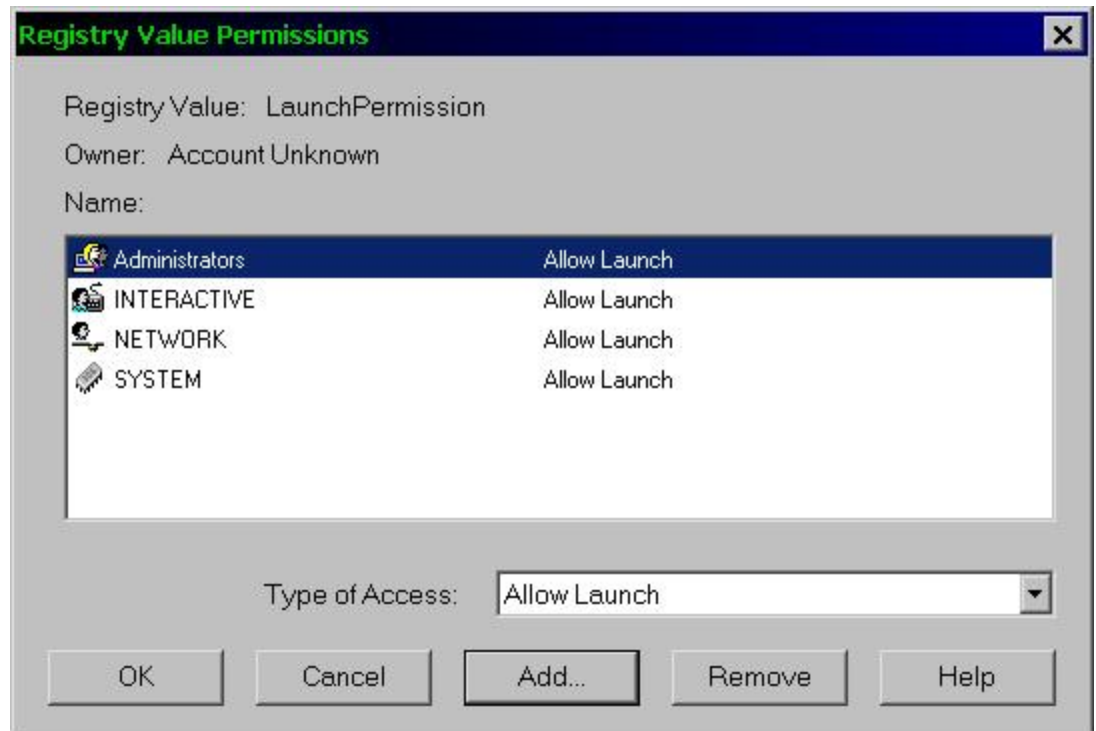 Registry Value Permissions
Registry Value: LaunchPermission
Owner: Account Unknown
Name:
Administrators Allow Launch
INTERACTIVE Allow Launch
NETWORK Allow Launch
SYSTEM Allow Launch
Type of Access: Allow Launch
OK Cancel Add... Remove Help